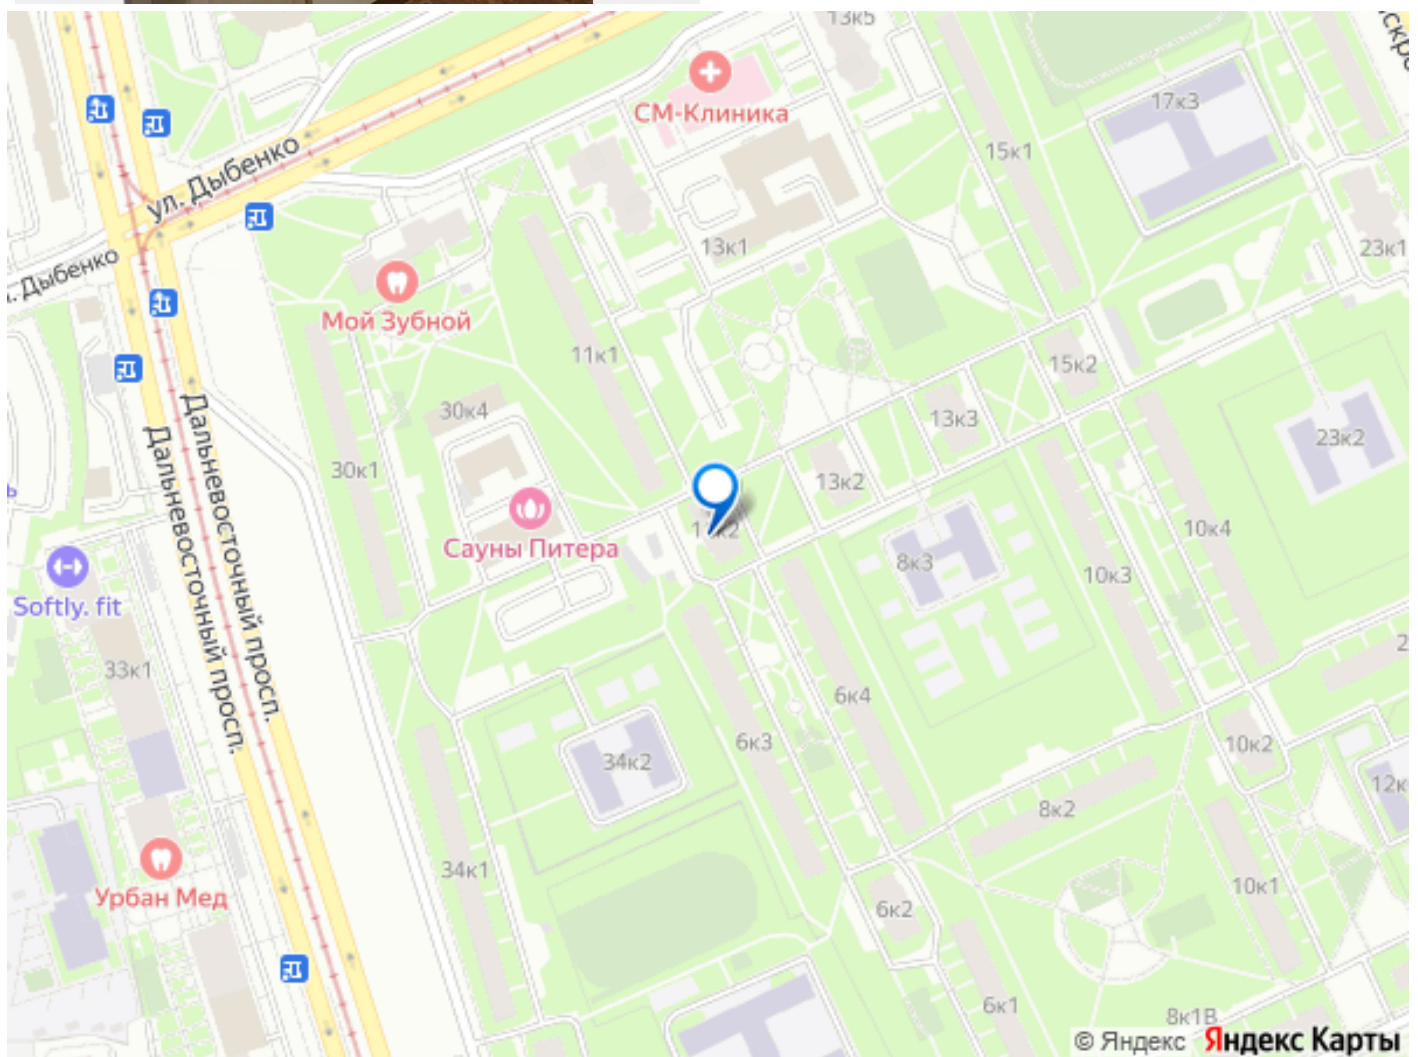 13к5
СМ-Клиника
17к3
15к1
ул. Дыбенко
13к1
23к1
. Дыбенко
Мой Зубной
11к1
15к2
30к4
13к3
23к2
30к1
13к2
Дальневосточный просп.
Дальневосточный просп.
Сауны Питера
10к4
8к3
10к3
Softly. fit
33к1
6к4
6к3
10к2
34к2
12к
8к2
34к1
Урбан Мед
10к1
6к2
6к1
8к1В
© Яндекс Яндекс Карты